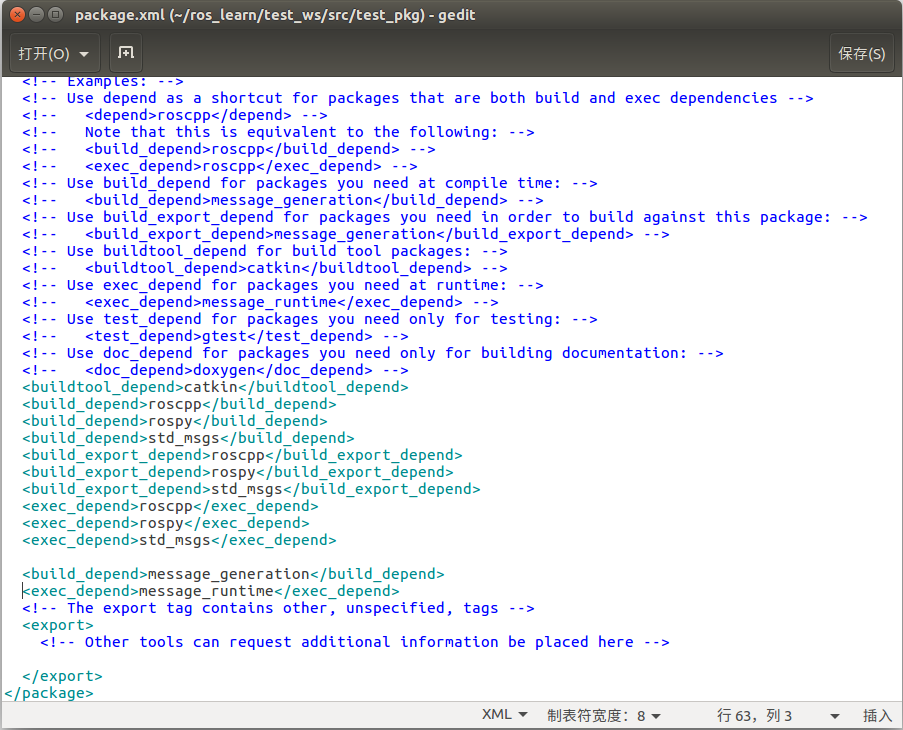 package.xml (~/ros_learn/test_ws/src/test_pkg) - gedit
打开(O) 保存(S)
<!-- Examples: -->
<!-- Use depend as a shortcut for packages that are both build and exec dependencies -->
<!--   <depend>roscpp</depend> -->
<!--   Note that this is equivalent to the following: -->
<!--   <build_depend>roscpp</build_depend> -->
<!--   <exec_depend>roscpp</exec_depend> -->
<!-- Use build_depend for packages you need at compile time: -->
<!--   <build_depend>message_generation</build_depend> -->
<!-- Use build_export_depend for packages you need in order to build against this package: -->
<!--   <build_export_depend>message_generation</build_export_depend> -->
<!-- Use buildtool_depend for build tool packages: -->
<!--   <buildtool_depend>catkin</buildtool_depend> -->
<!-- Use exec_depend for packages you need at runtime: -->
<!--   <exec_depend>message_runtime</exec_depend> -->
<!-- Use test_depend for packages you need only for testing: -->
<!--   <test_depend>gtest</test_depend> -->
<!-- Use doc_depend for packages you need only for building documentation: -->
<!--   <doc_depend>doxygen</doc_depend> -->
<buildtool_depend>catkin</buildtool_depend>
<build_depend>roscpp</build_depend>
<build_depend>rospy</build_depend>
<build_depend>std_msgs</build_depend>
<build_export_depend>roscpp</build_export_depend>
<build_export_depend>rospy</build_export_depend>
<build_export_depend>std_msgs</build_export_depend>
<exec_depend>roscpp</exec_depend>
<exec_depend>rospy</exec_depend>
<exec_depend>std_msgs</exec_depend>
<build_depend>message_generation</build_depend>
<exec_depend>message_runtime</exec_depend>
<!-- The export tag contains other, unspecified, tags -->
<export>
<!-- Other tools can request additional information be placed here -->
</export>
</package>
XML 制表符宽度：8 行 63，列 3 插入